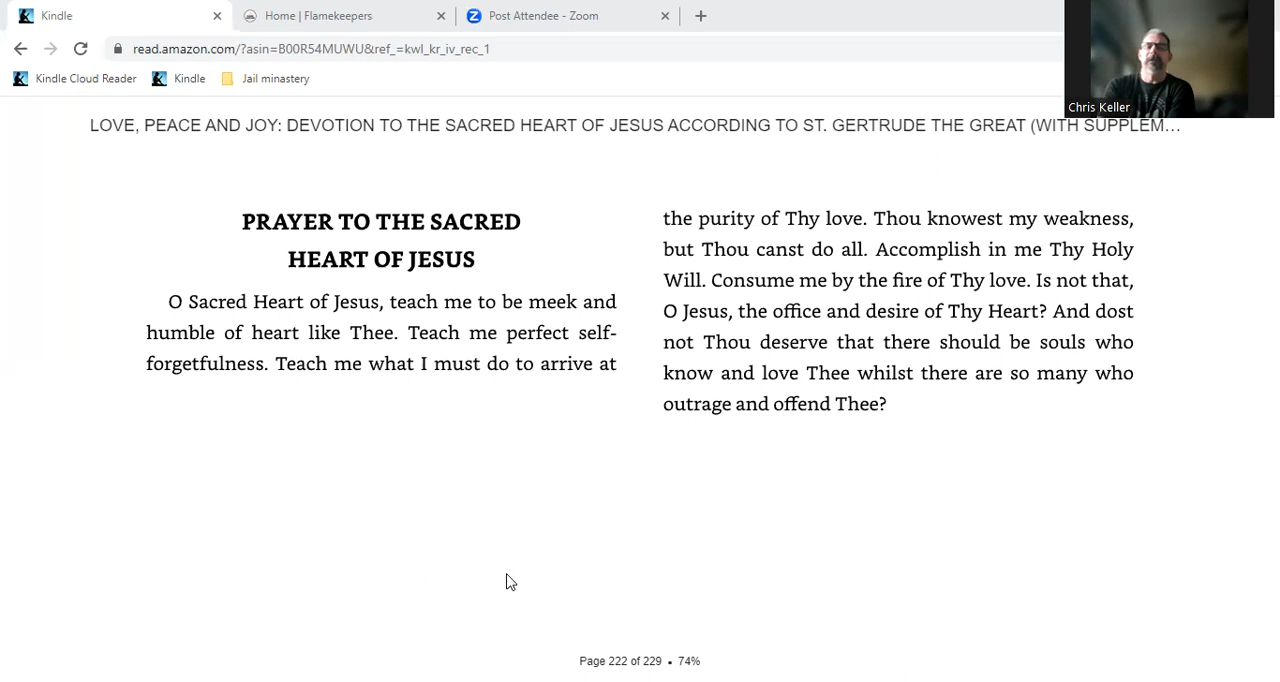 Kindle
Home | Flamekeepers
Post Attendee - Zoom
read.amazon.com/?asin=B00R54MUWU&ref_=kwl_kr_iv_rec_1
Kindle Cloud Reader
Kindle
Jail minastery
Chris Keller
LOVE, PEACE AND JOY: DEVOTION TO THE SACRED HEART OF JESUS ACCORDING TO ST. GERTRUDE THE GREAT (WITH SUPPLEM…
PRAYER TO THE SACRED
HEART OF JESUS
O Sacred Heart of Jesus, teach me to be meek and
humble of heart like Thee. Teach me perfect self-
forgetfulness. Teach me what I must do to arrive at
the purity of Thy love. Thou knowest my weakness,
but Thou canst do all. Accomplish in me Thy Holy
Will. Consume me by the fire of Thy love. Is not that,
O Jesus, the office and desire of Thy Heart? And dost
not Thou deserve that there should be souls who
know and love Thee whilst there are so many who
outrage and offend Thee?
Page 222 of 229 • 74%